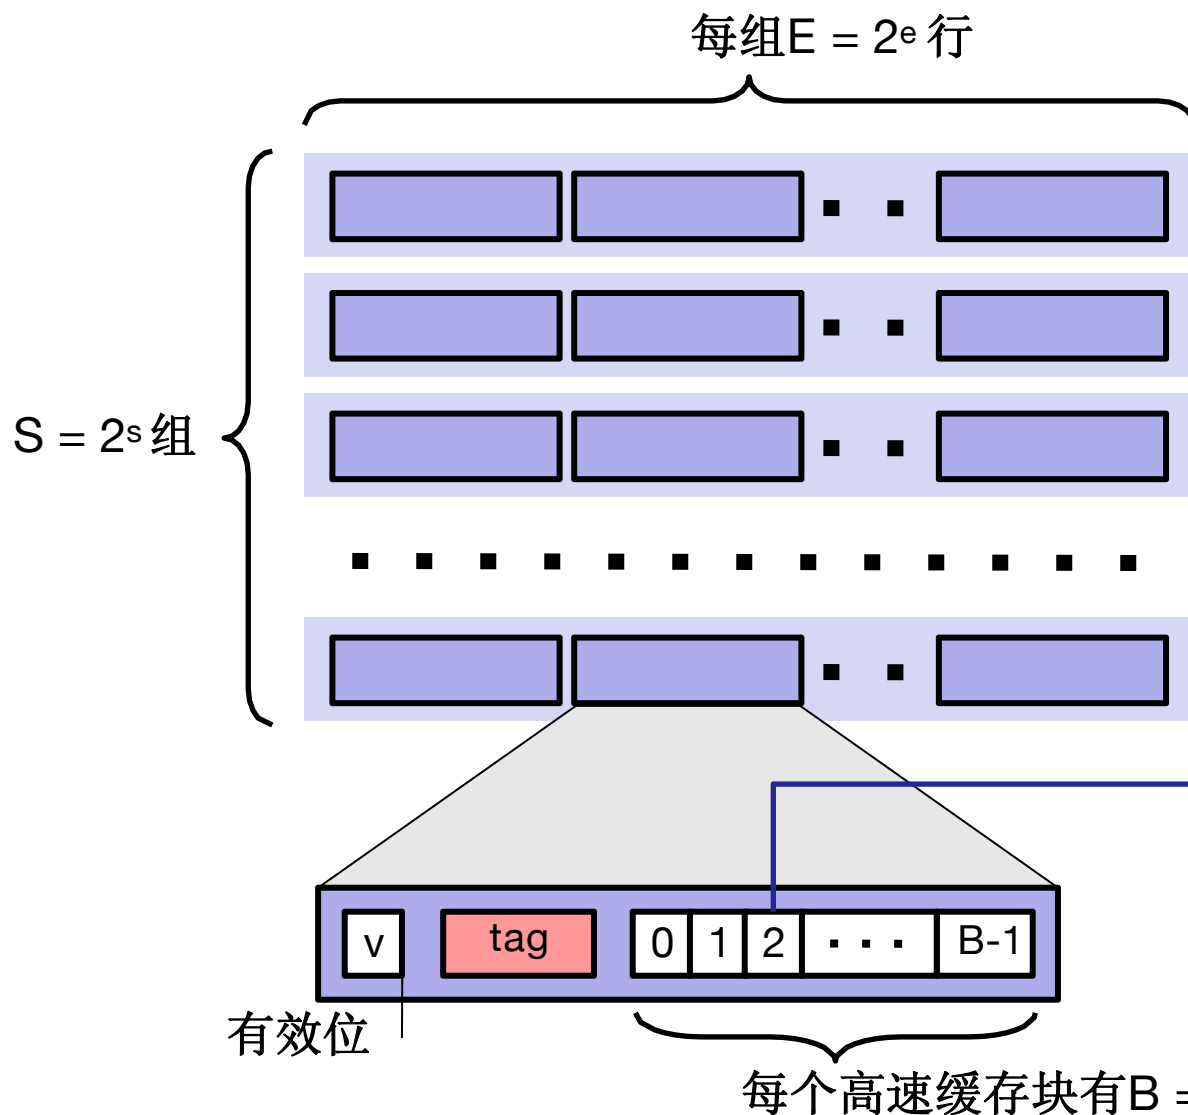 每组E = 2ᵉ 行
S = 2ˢ 组
v
tag
0 1 2 ··· B-1
有效位
每个高速缓存块有B =